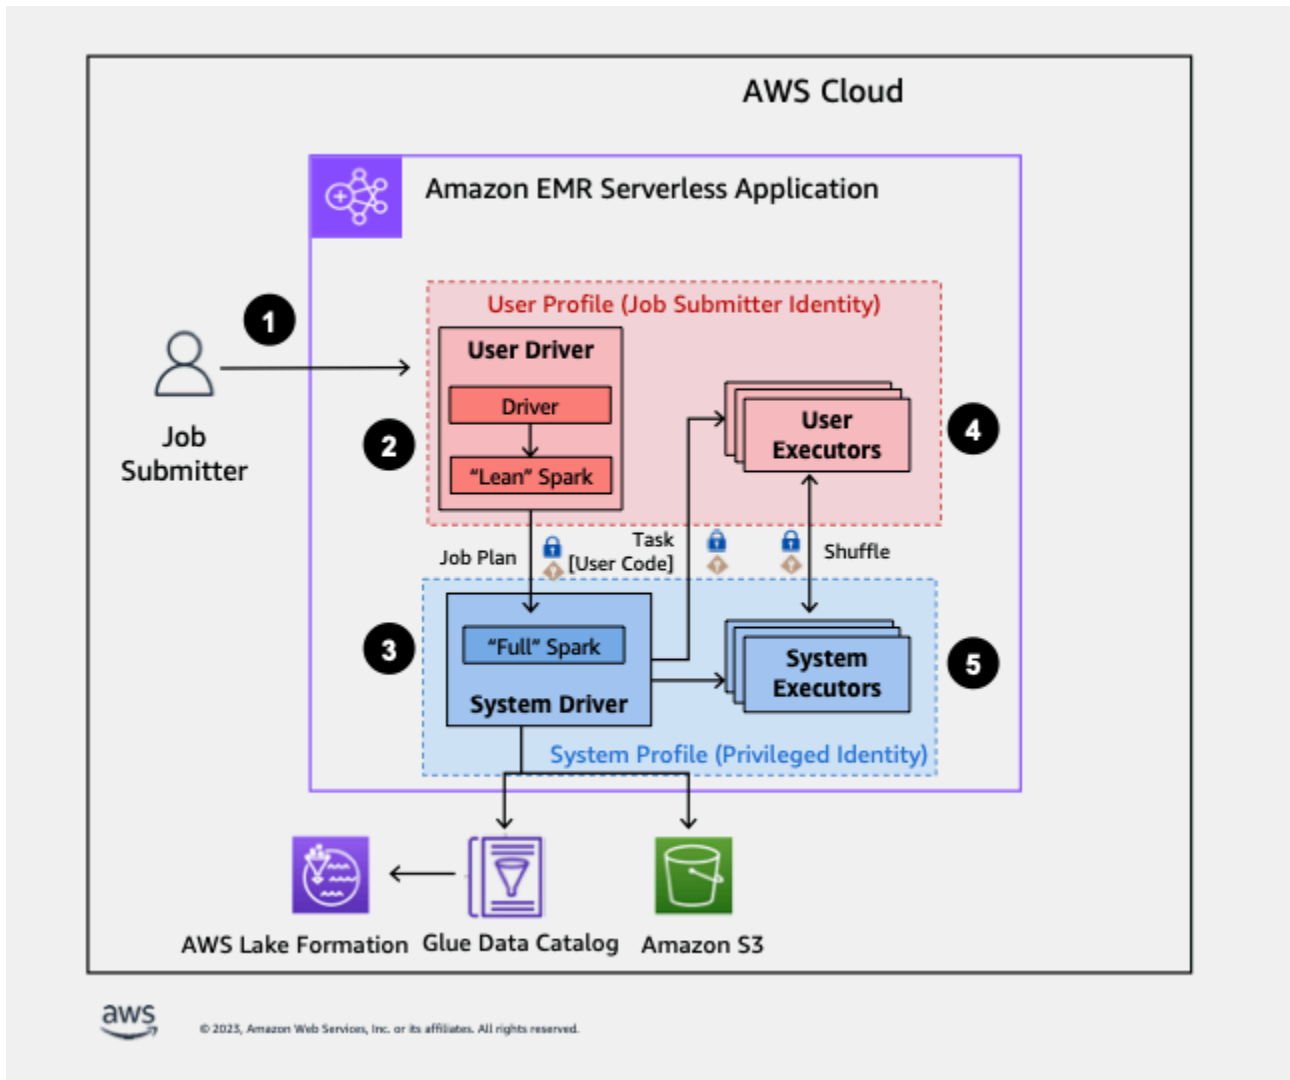 AWS Cloud
Amazon EMR Serverless Application
User Profile (Job Submitter Identity)
1
User Driver
Driver
"Lean" Spark
2
User
Executors
4
Job
Submitter
Job Plan
Task
[User Code]
Shuffle
3
"Full" Spark
System Driver
System
Executors
5
System Profile (Privileged Identity)
AWS Lake Formation
Glue Data Catalog
Amazon S3
aws
© 2023, Amazon Web Services, Inc. or its affiliates. All rights reserved.